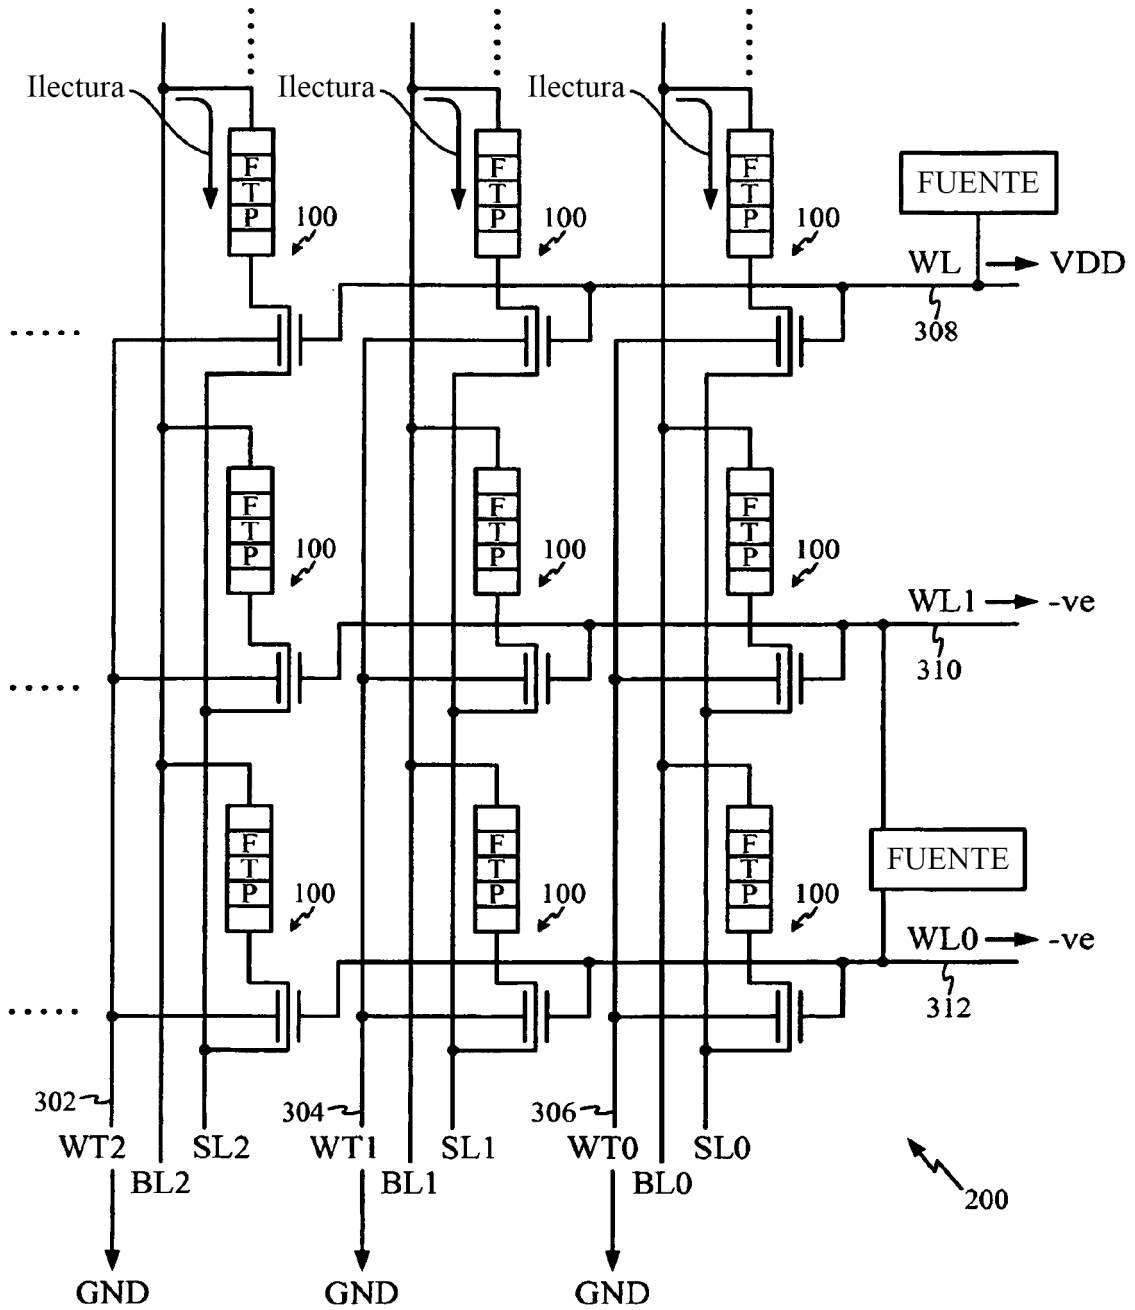 Ilectura Ilectura Ilectura
F F F
T T T
P P P
100 100 100
FUENTE
WL VDD
308
F F F
T T T
P P P
100 100 100
WL1 -ve
310
F F F
T T T
P P P
100 100 100
FUENTE
WL0 -ve
312
302 304 306
WT2 SL2 WT1 SL1 WT0 SL0
BL2 BL1 BL0
200
GND GND GND